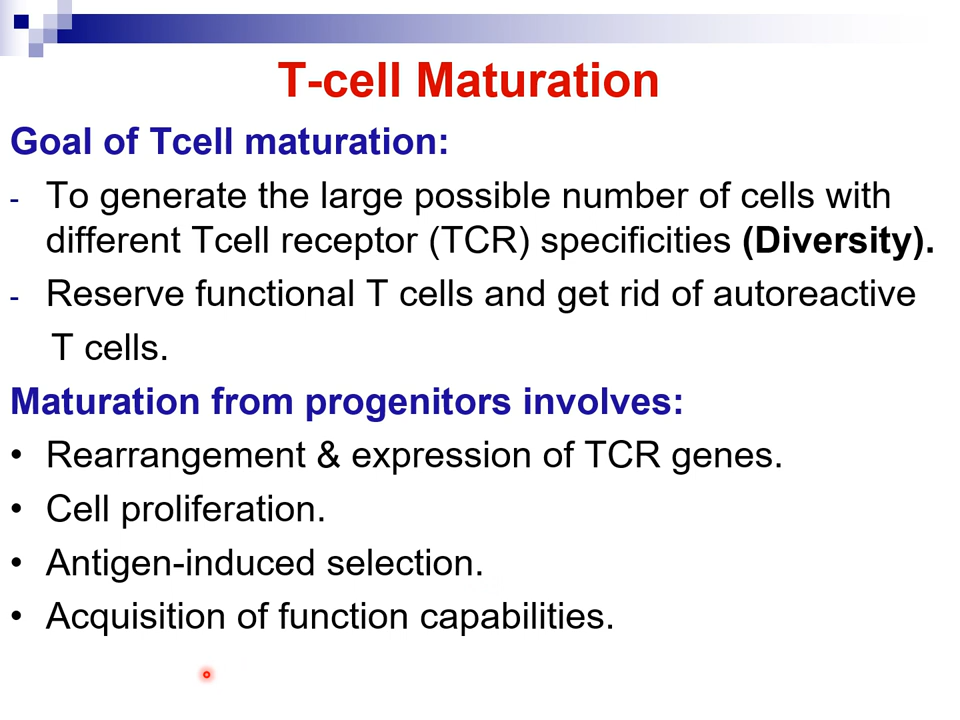 T-cell Maturation
Goal of Tcell maturation:
- To generate the large possible number of cells with
different Tcell receptor (TCR) specificities (Diversity).
- Reserve functional T cells and get rid of autoreactive
T cells.
Maturation from progenitors involves:
• Rearrangement & expression of TCR genes.
• Cell proliferation.
• Antigen-induced selection.
• Acquisition of function capabilities.